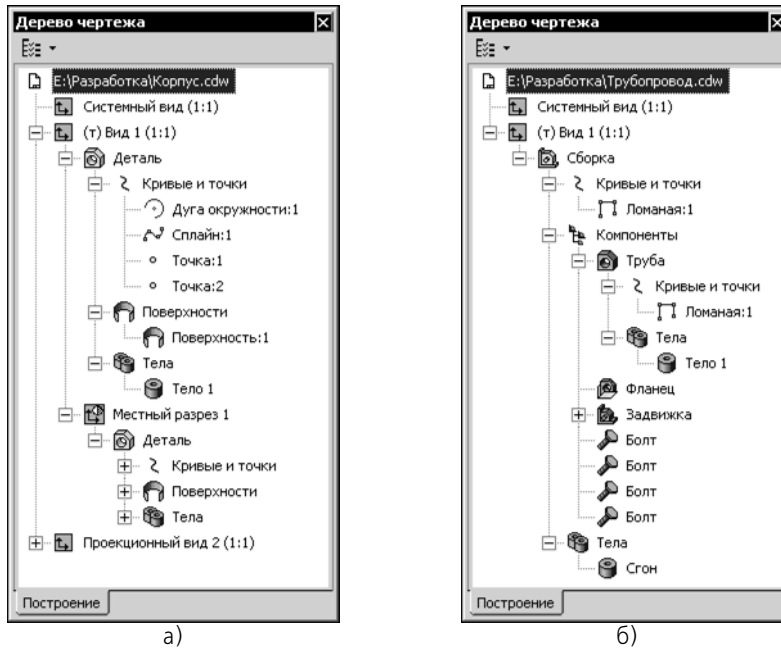 Дерево чертежа
E:\Разработка\Корпус.cdw
Системный вид (1:1)
(т) Вид 1 (1:1)
Деталь
Кривые и точки
Дуга окружности:1
Сплайн:1
Точка:1
Точка:2
Поверхности
Поверхность:1
Тела
Тело 1
Местный разрез 1
Деталь
Кривые и точки
Поверхности
Тела
Проекционный вид 2 (1:1)
Построение
а)
Дерево чертежа
E:\Разработка\Трубопровод.cdw
Системный вид (1:1)
(т) Вид 1 (1:1)
Сборка
Кривые и точки
Ломаная:1
Компоненты
Труба
Кривые и точки
Ломаная:1
Тела
Тело 1
Фланец
Задвижка
Болт
Болт
Болт
Болт
Тела
Сгон
Построение
б)